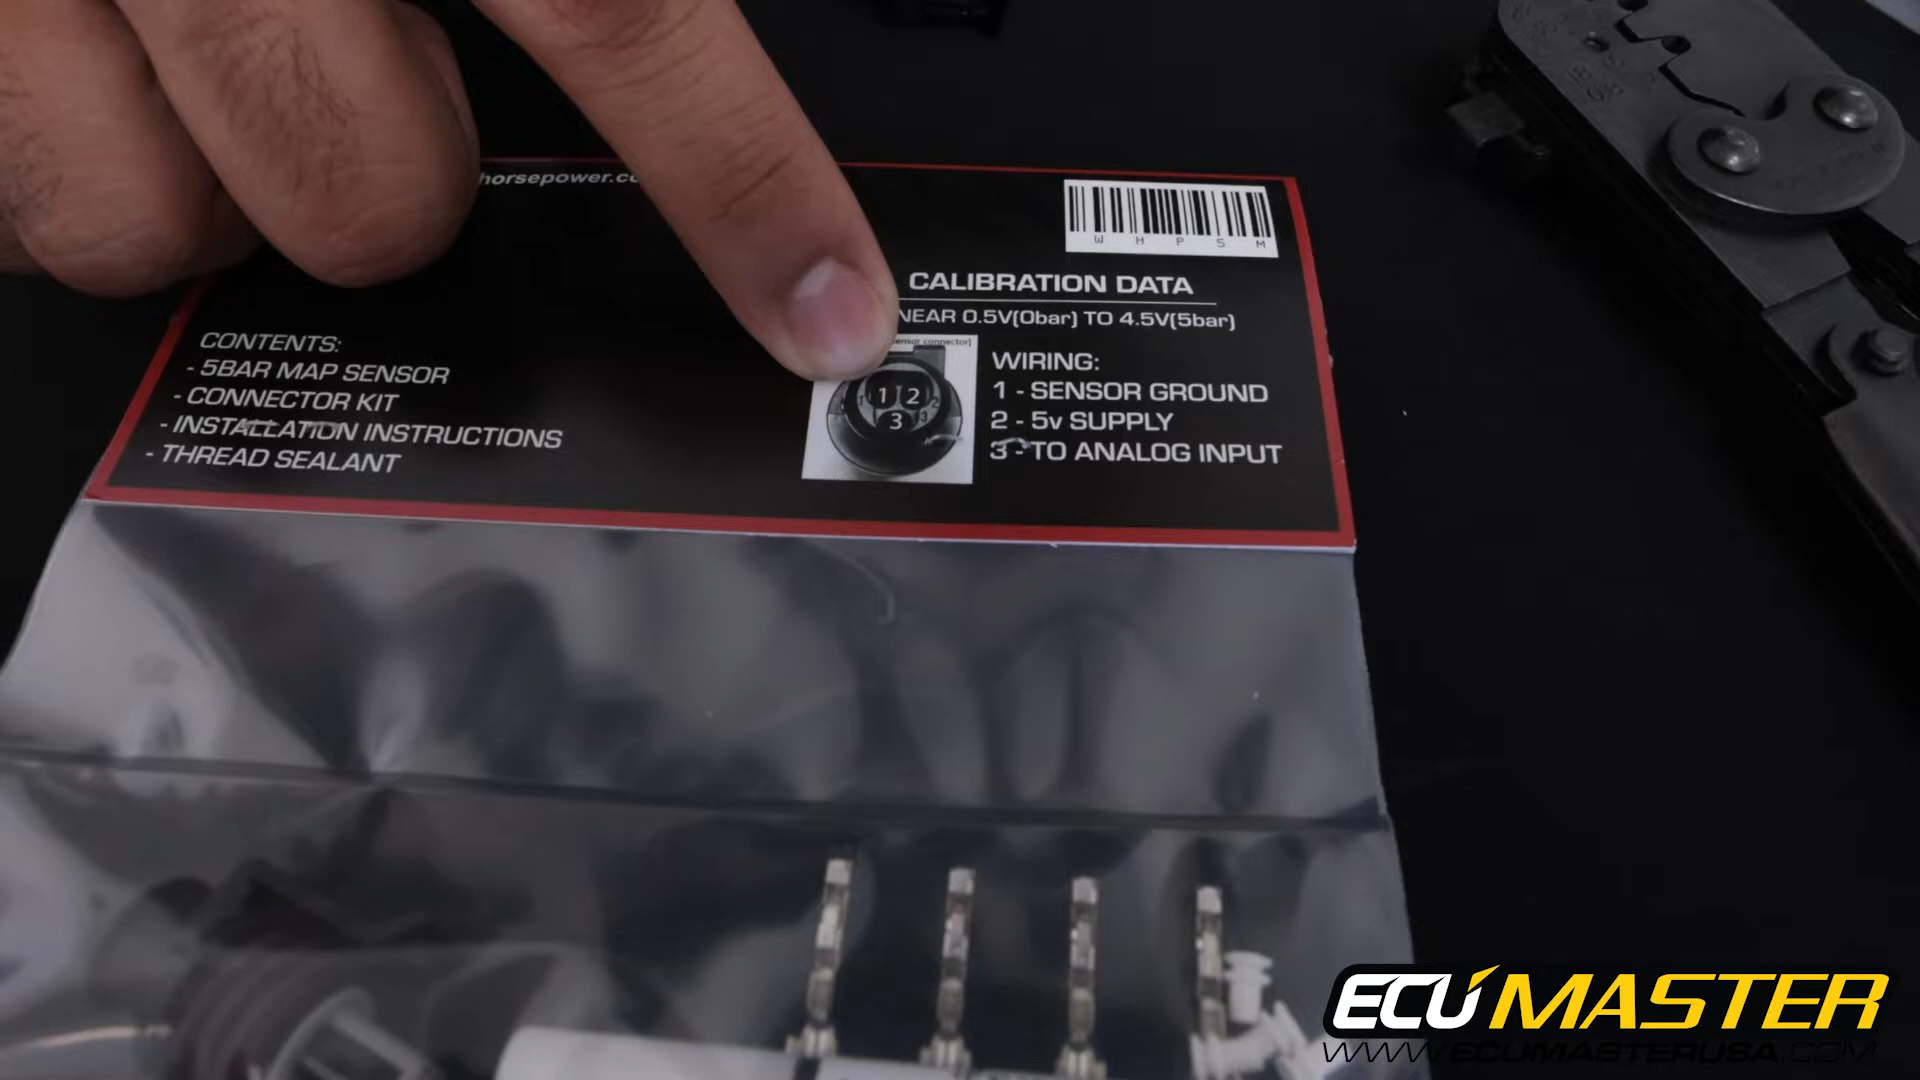 horsepower.co
W H P S M
CALIBRATION DATA
NEAR 0.5V(0bar) TO 4.5V(5bar)
CONTENTS:
- 5BAR MAP SENSOR
- CONNECTOR KIT
- INSTALLATION INSTRUCTIONS
- THREAD SEALANT
ensor connector]
1 2
3
WIRING:
1 - SENSOR GROUND
2 - 5v SUPPLY
3 - TO ANALOG INPUT
ECUMASTER
WWW.ECUMASTERUSA.COM